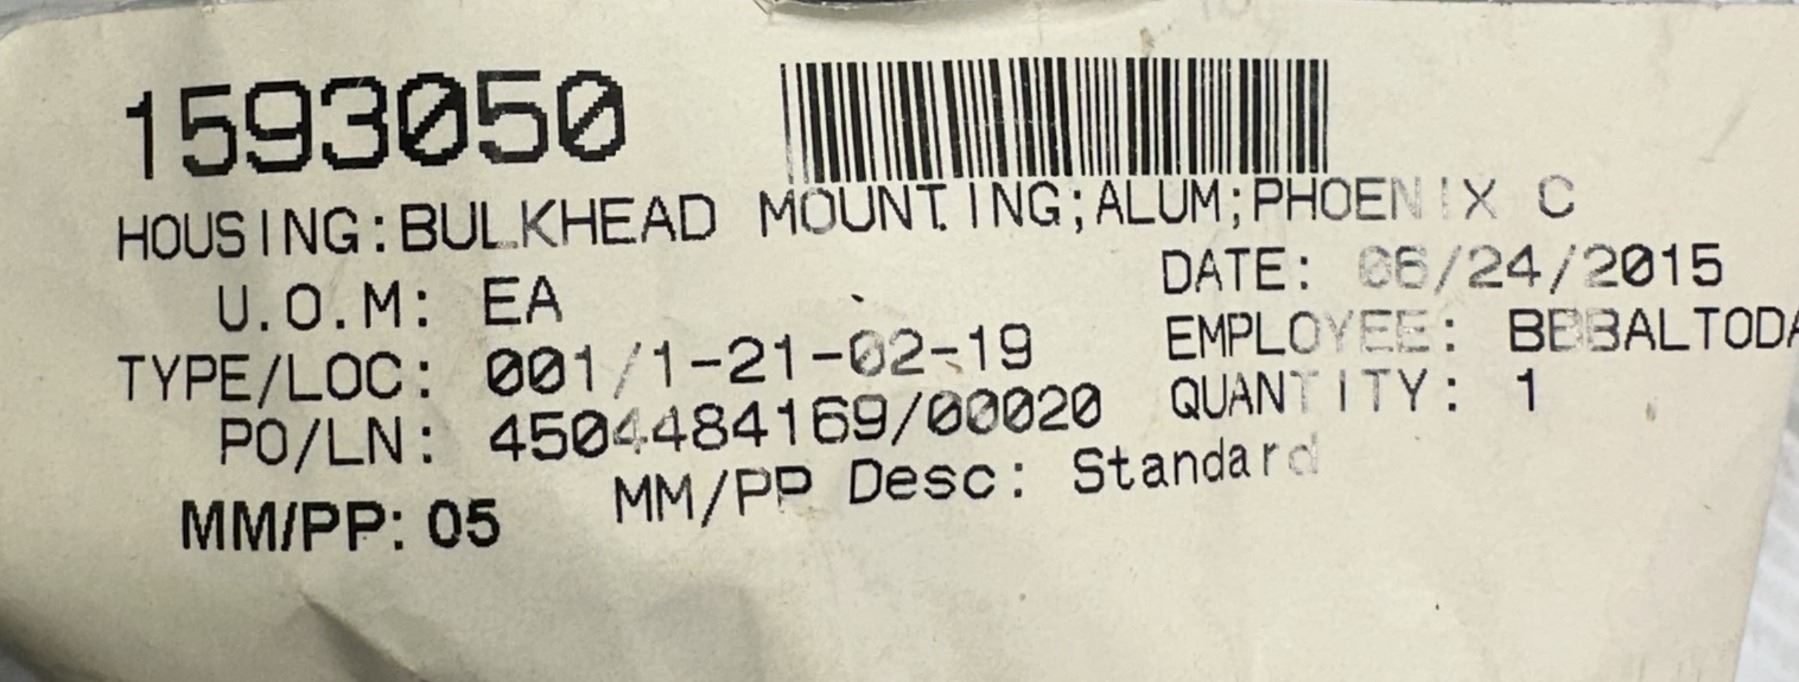 1593050
HOUSING:BULKHEAD MOUNTING;ALUM;PHOENIX C
U.O.M: EA
DATE: 06/24/2015
TYPE/LOC: 001/1-21-02-19
EMPLOYEE: BBBALTODA
PO/LN: 4504484169/00020
QUANTITY: 1
MM/PP: 05
MM/PP Desc: Standard